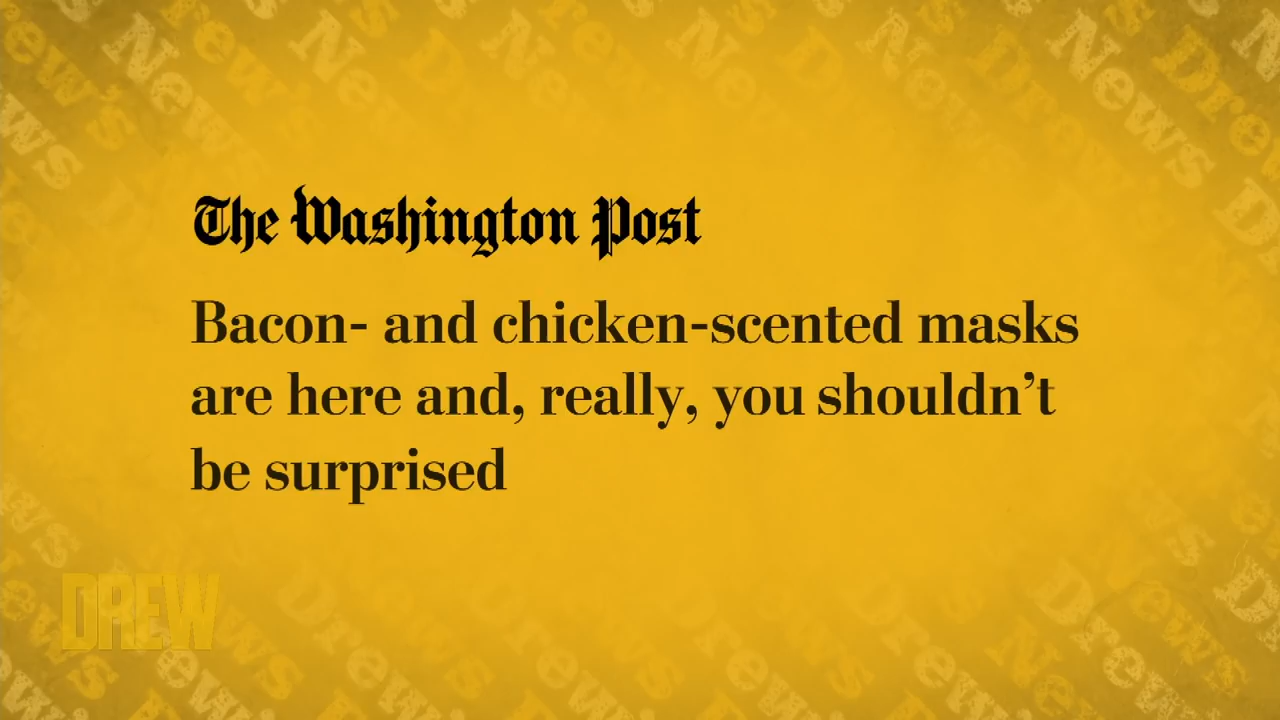 The Washington Post
Bacon- and chicken-scented masks
are here and, really, you shouldn’t
be surprised
DREW